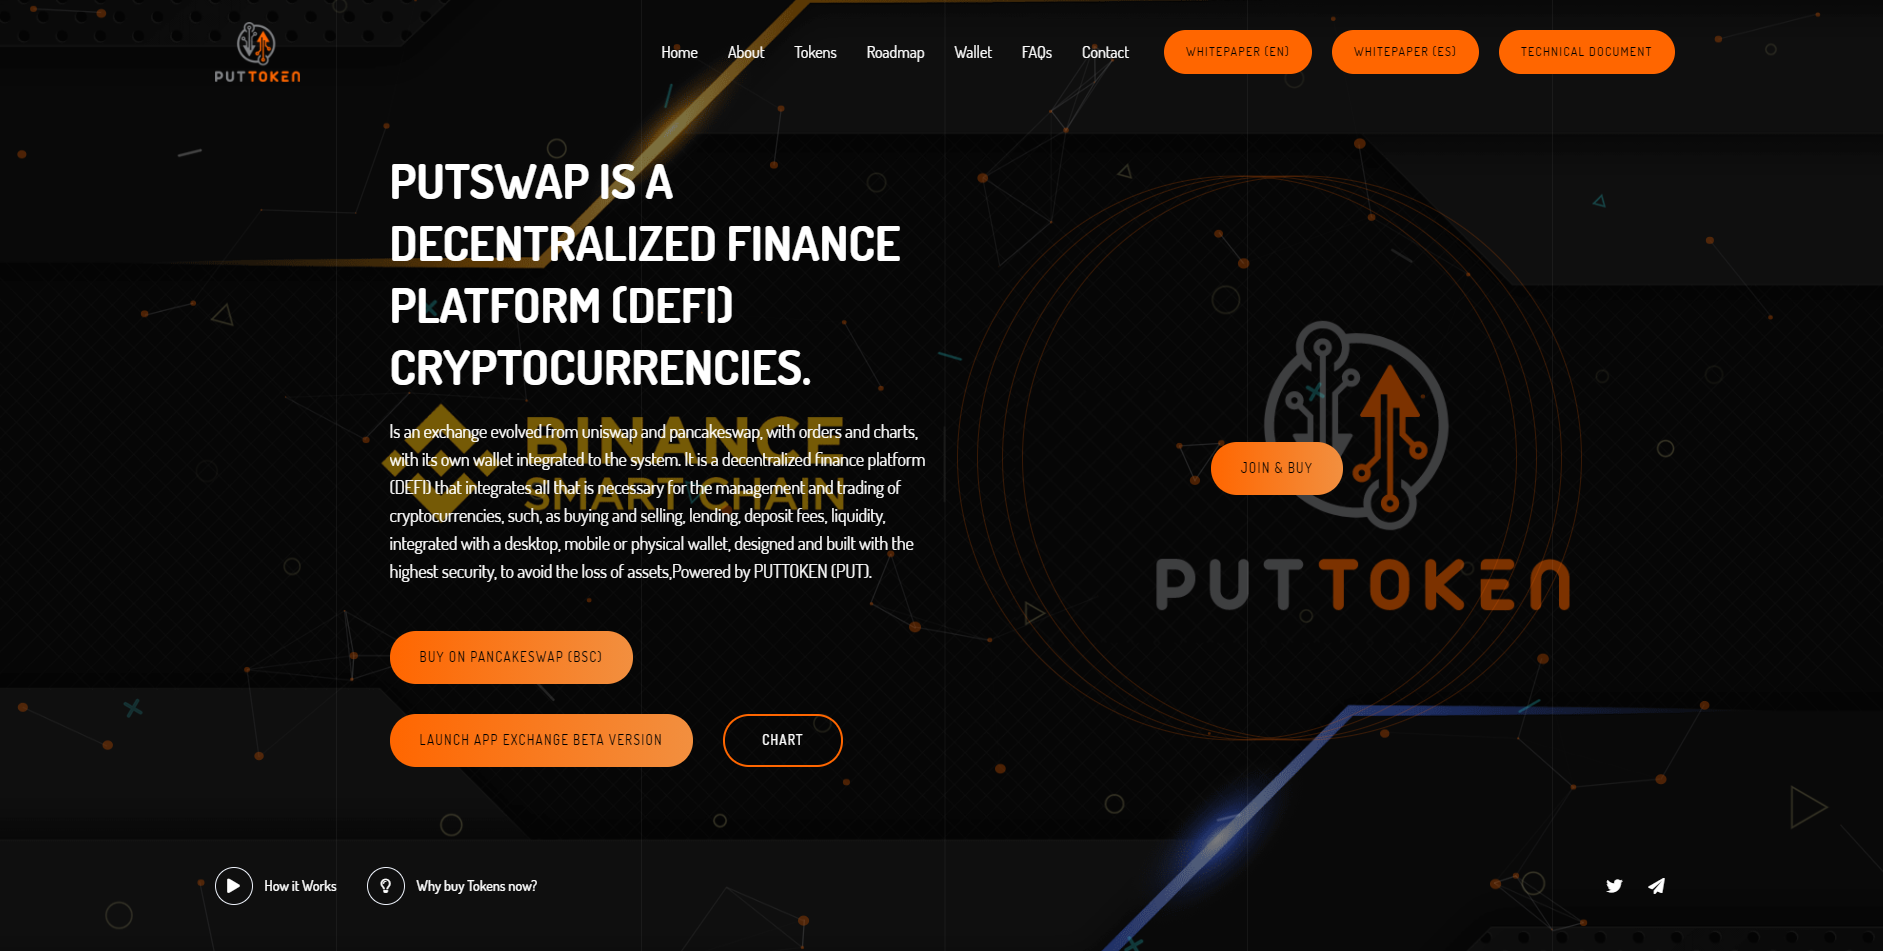 PUTTOKEN
Home About Tokens Roadmap Wallet FAQs Contact WHITEPAPER (EN) WHITEPAPER (ES) TECHNICAL DOCUMENT
PUTSWAP IS A
DECENTRALIZED FINANCE
PLATFORM (DEFI)
CRYPTOCURRENCIES.
BINANCE
SMART CHAIN
Is an exchange evolved from uniswap and pancakeswap, with orders and charts,
with its own wallet integrated to the system. It is a decentralized finance platform
(DEFI) that integrates all that is necessary for the management and trading of
cryptocurrencies, such, as buying and selling, lending, deposit fees, liquidity,
integrated with a desktop, mobile or physical wallet, designed and built with the
highest security, to avoid the loss of assets,Powered by PUTTOKEN (PUT).
JOIN & BUY
PUTTOKEN
BUY ON PANCAKESWAP (BSC)
LAUNCH APP EXCHANGE BETA VERSION
CHART
How it Works
Why buy Tokens now?